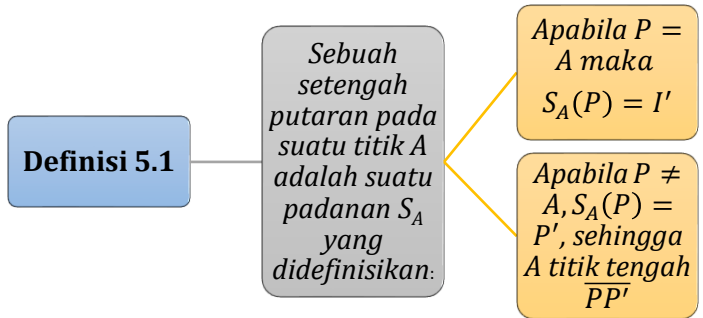 Definisi 5.1
Sebuah
setengah
putaran pada
suatu titik A
adalah suatu
padanan S_A
yang
didefinisikan:
Apabila P =
A maka
S_A(P) = I′
Apabila P ≠
A, S_A(P) =
P′, sehingga
A titik tengah
\overline{PP′}